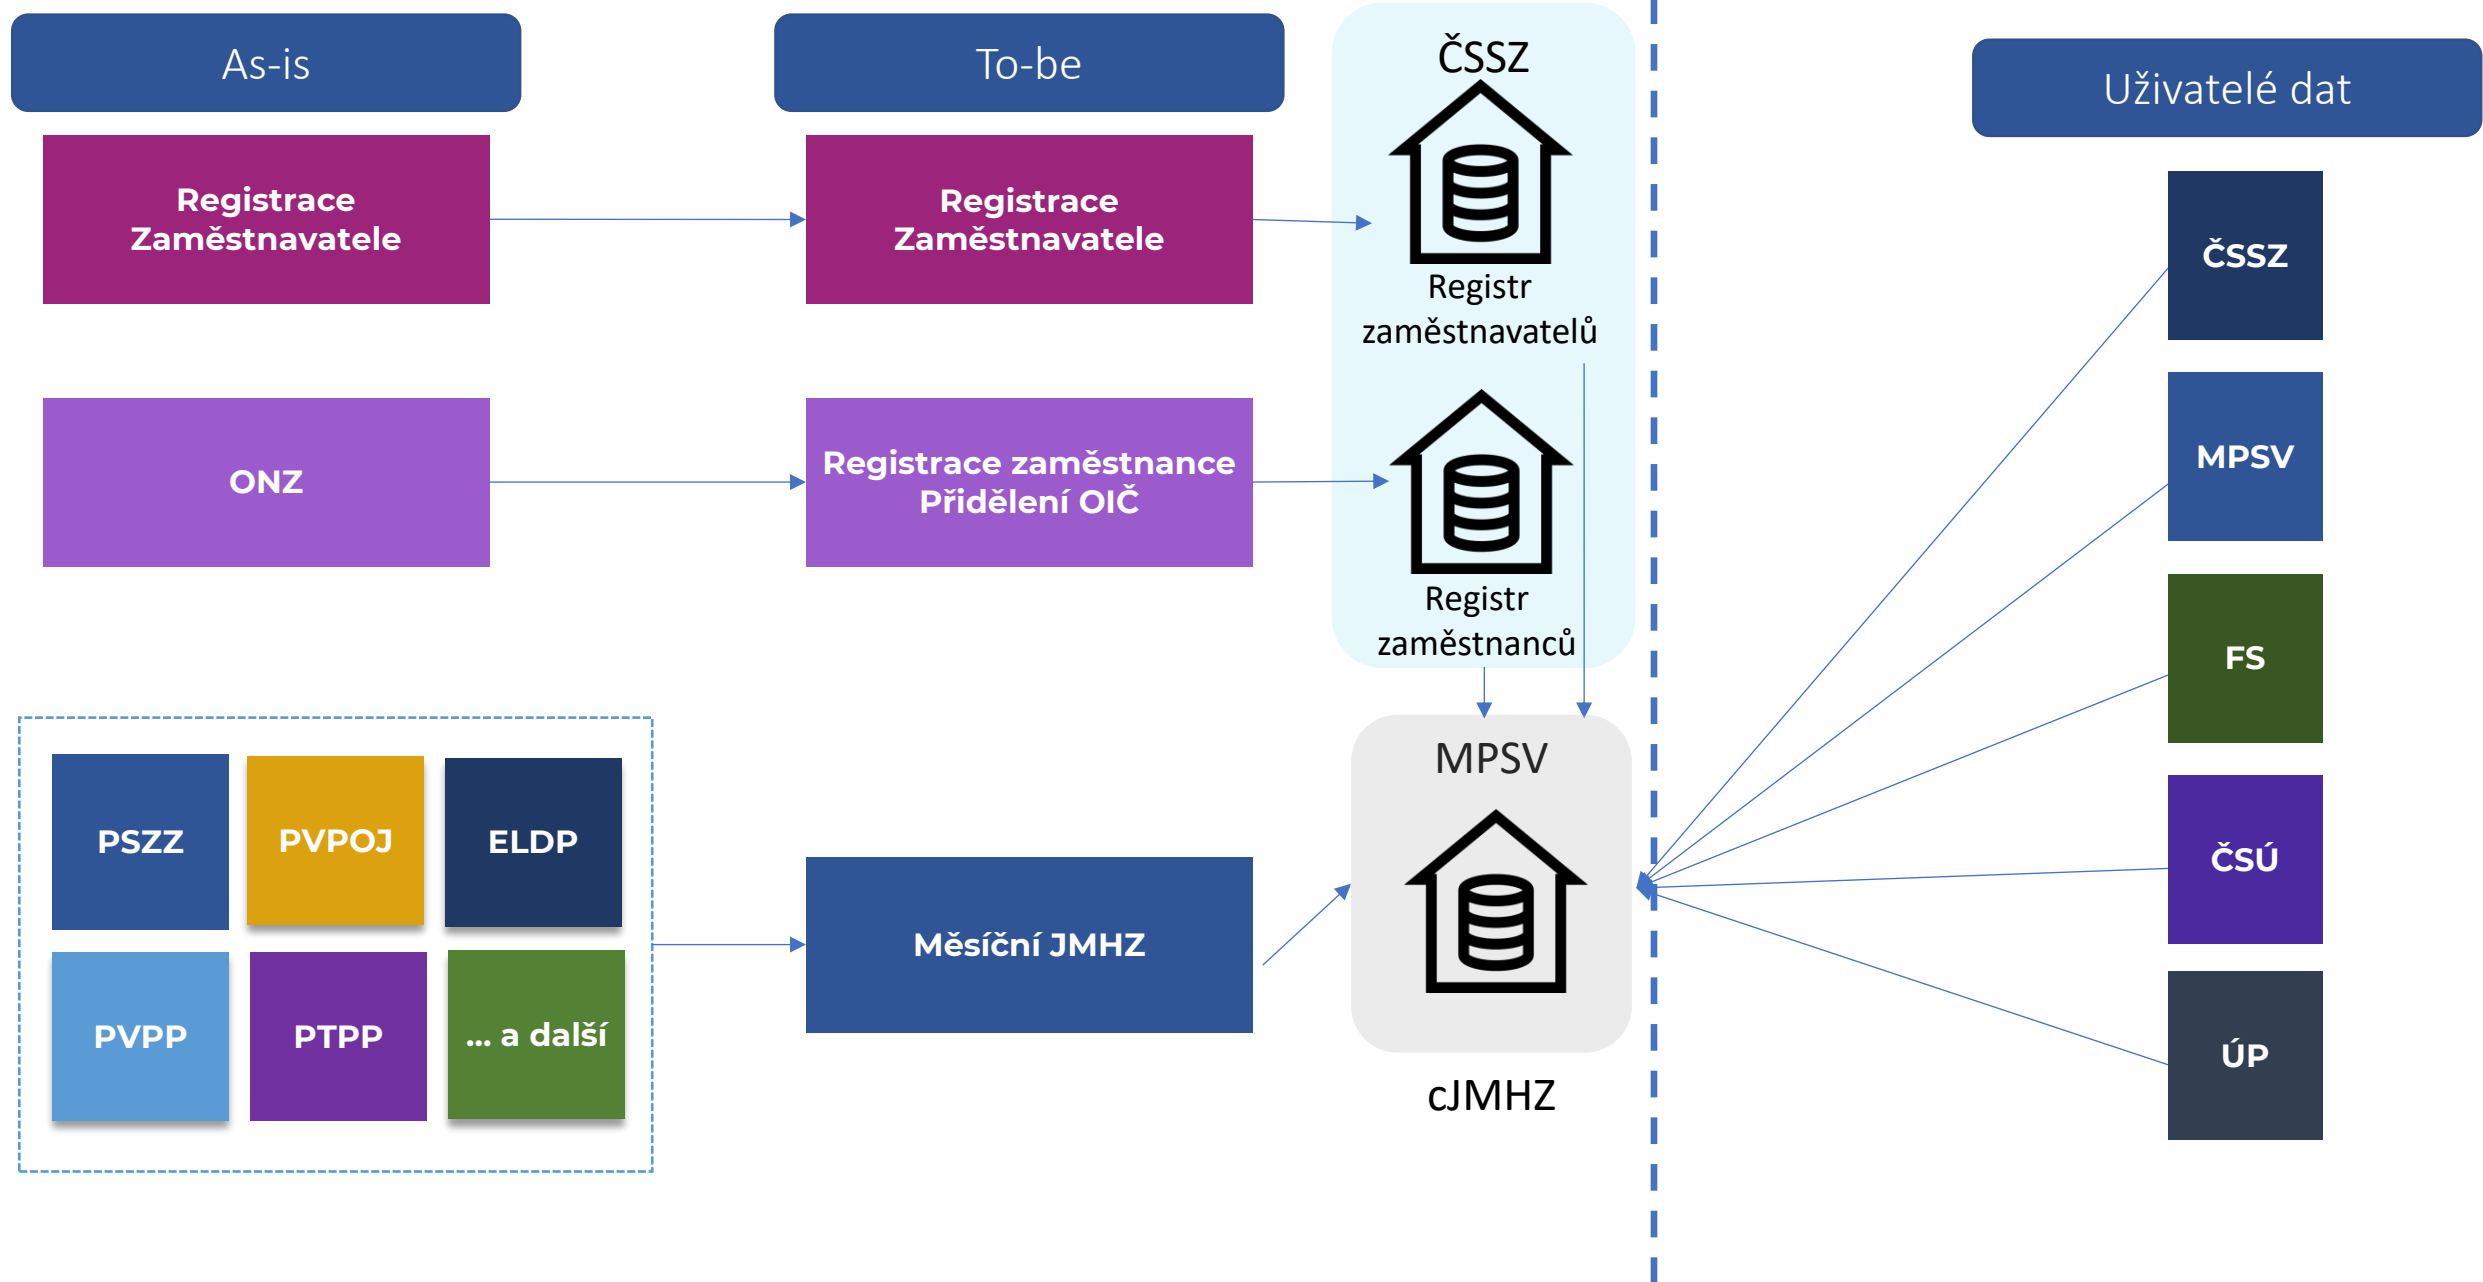 As-is
To-be
ČSSZ
Uživatelé dat
Registrace
Zaměstnavatele
Registrace
Zaměstnavatele
Registr
zaměstnavatelů
ČSSZ
ONZ
Registrace zaměstnance
Přidělení OIČ
Registr
zaměstnanců
MPSV
FS
PSZZ
PVPOJ
ELDP
PVPP
PTPP
... a další
Měsíční JMHZ
MPSV
cJMHZ
ČSÚ
ÚP